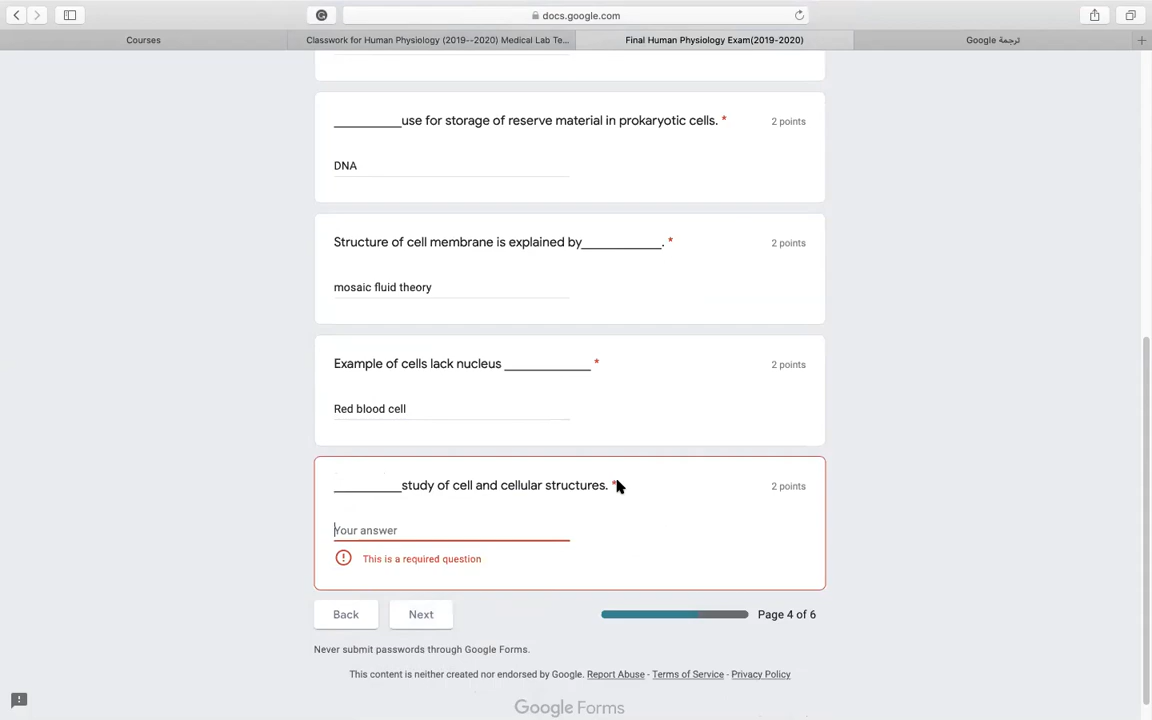 docs.google.com
Courses
Classwork for Human Physiology (2019--2020) Medical Lab Te...
Final Human Physiology Exam(2019-2020)
ترجمة Google
__________use for storage of reserve material in prokaryotic cells. *
2 points
DNA
Structure of cell membrane is explained by____________. *
2 points
mosaic fluid theory
Example of cells lack nucleus _____________ *
2 points
Red blood cell
__________study of cell and cellular structures. *
2 points
Your answer
This is a required question
Back
Next
Page 4 of 6
Never submit passwords through Google Forms.
This content is neither created nor endorsed by Google. Report Abuse - Terms of Service - Privacy Policy
Google Forms